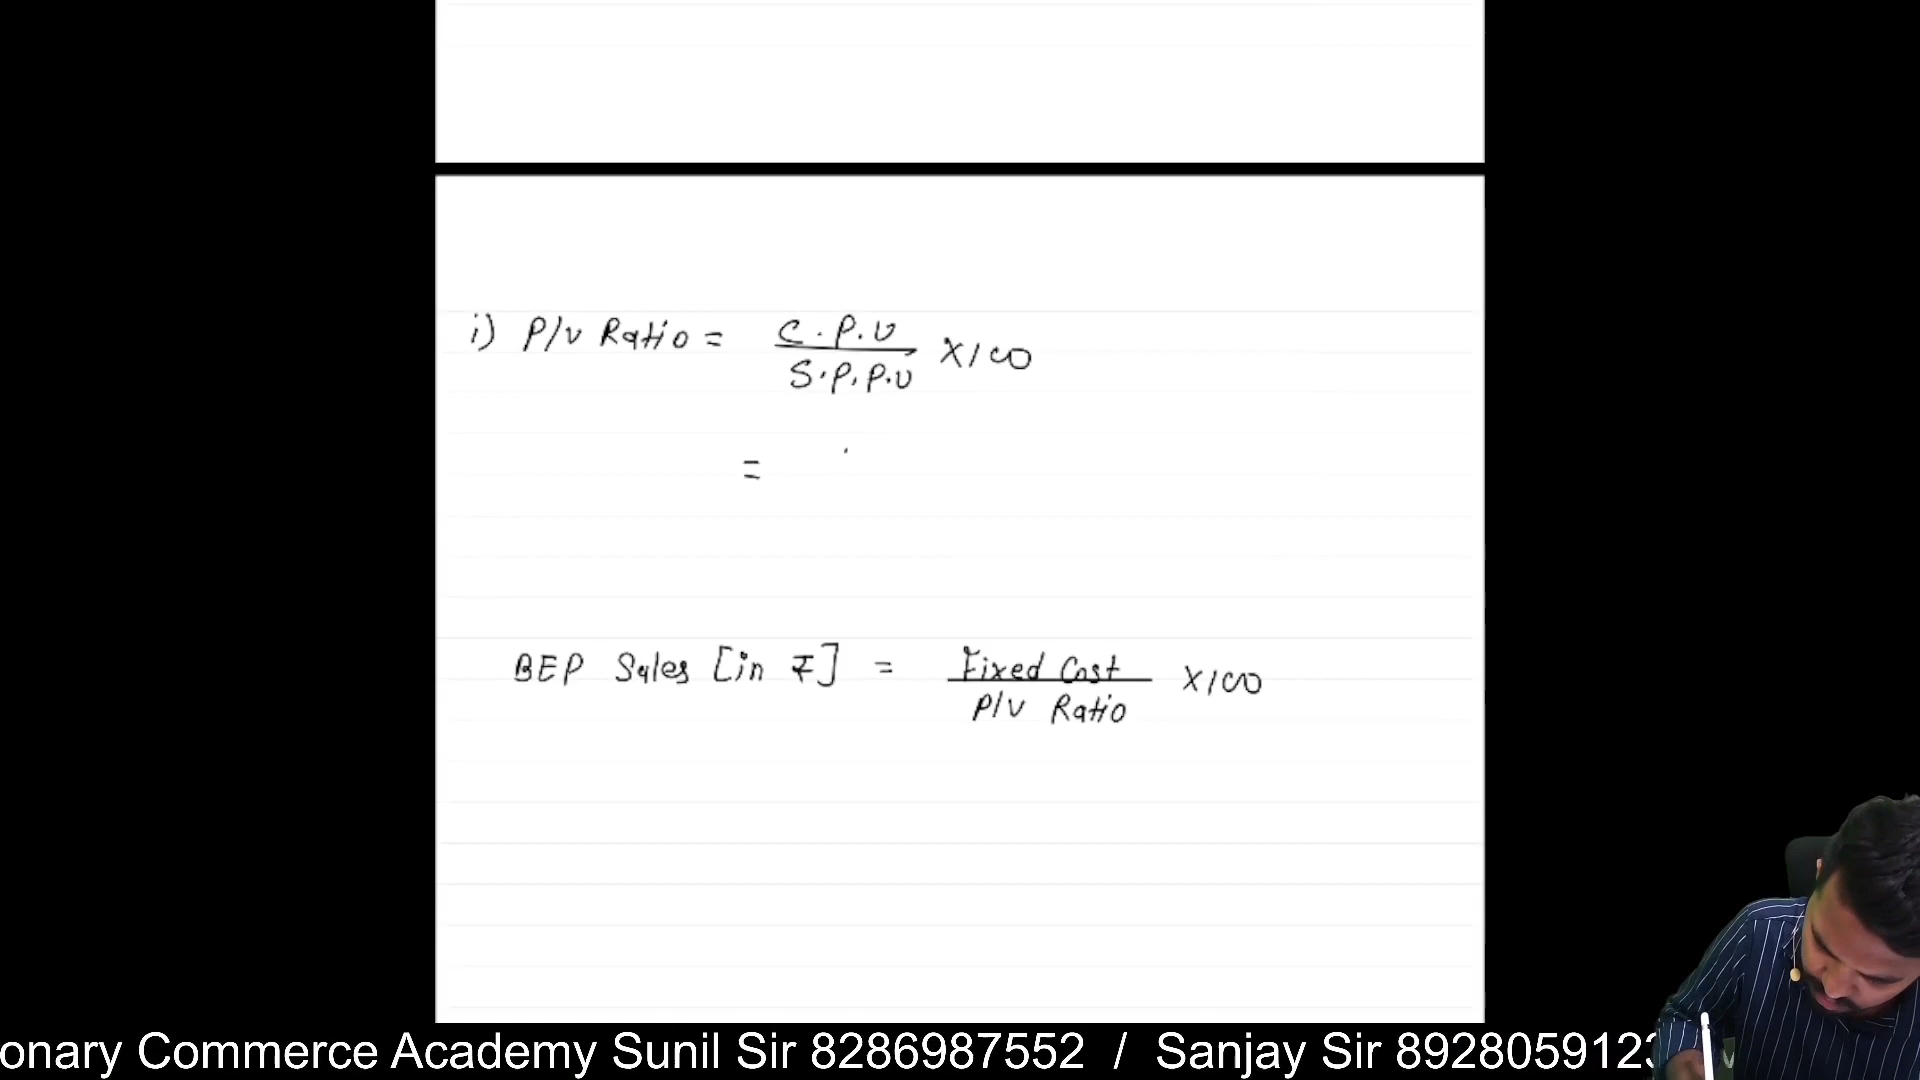 i) P/V Ratio = C.P.U / S.P.P.U X100
=
BEP Sales [in ₹] = Fixed Cost / P/V Ratio X100
onary Commerce Academy Sunil Sir 8286987552 / Sanjay Sir 892805912